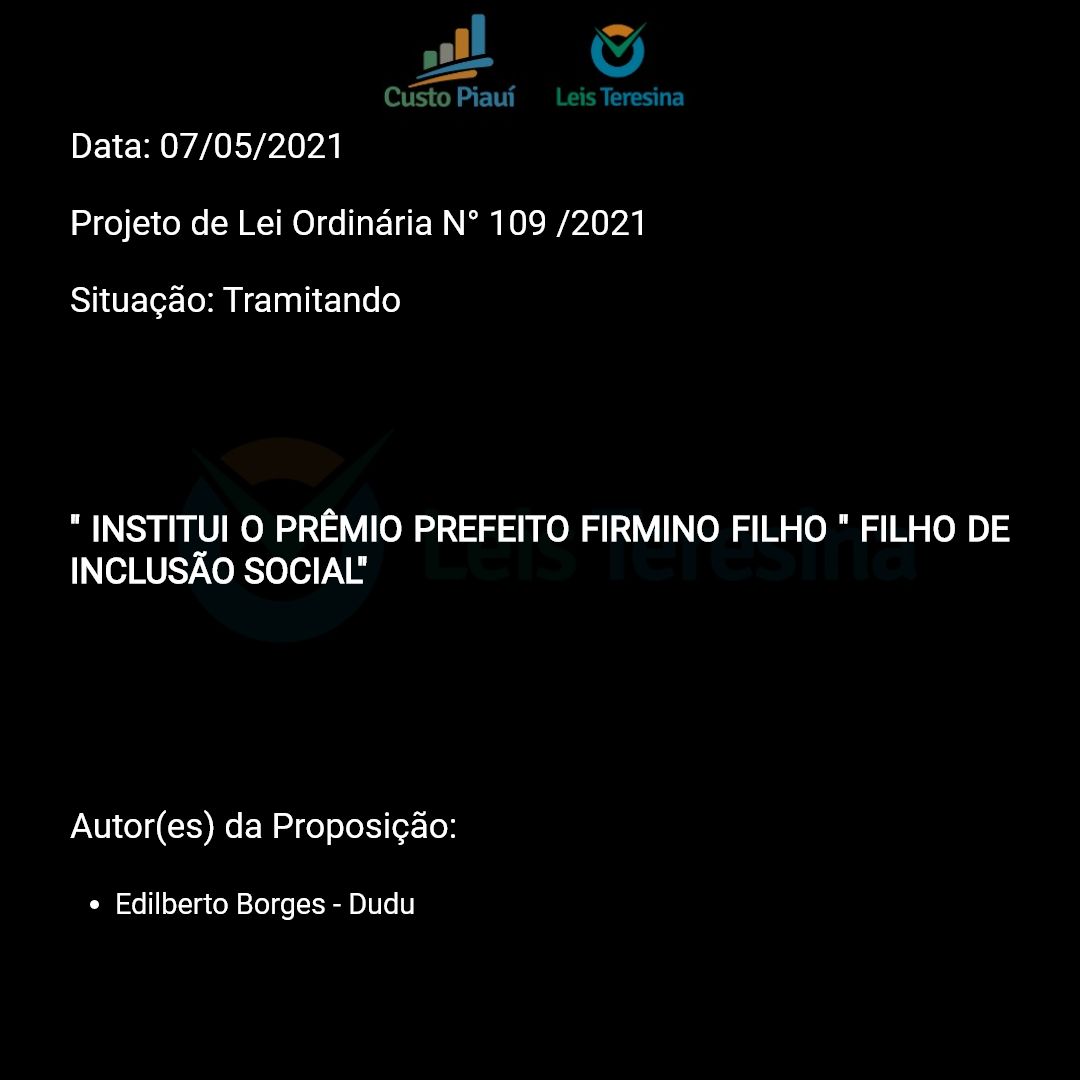 Custo Piauí Leis Teresina
Data: 07/05/2021
Projeto de Lei Ordinária N° 109 /2021
Situação: Tramitando
" INSTITUI O PRÊMIO PREFEITO FIRMINO FILHO " FILHO DE
INCLUSÃO SOCIAL"
Leis Teresina
Autor(es) da Proposição:
• Edilberto Borges - Dudu